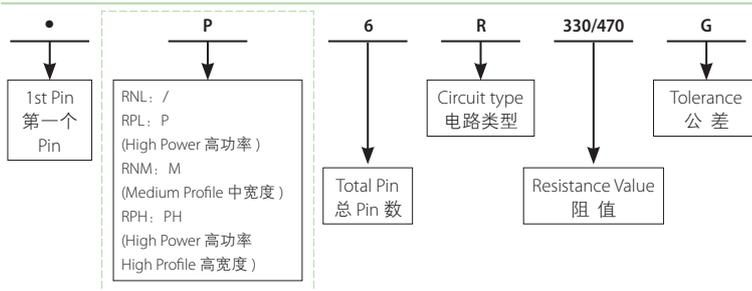 • P 6 R 330/470 G
1st Pin
第一个
Pin
RNL：/
RPL：P
(High Power 高功率 )
RNM：M
(Medium Profile 中宽度 )
RPH：PH
(High Power 高功率
High Profile 高宽度 )
Total Pin
总 Pin 数
Circuit type
电路类型
Resistance Value
阻 值
Tolerance
公 差